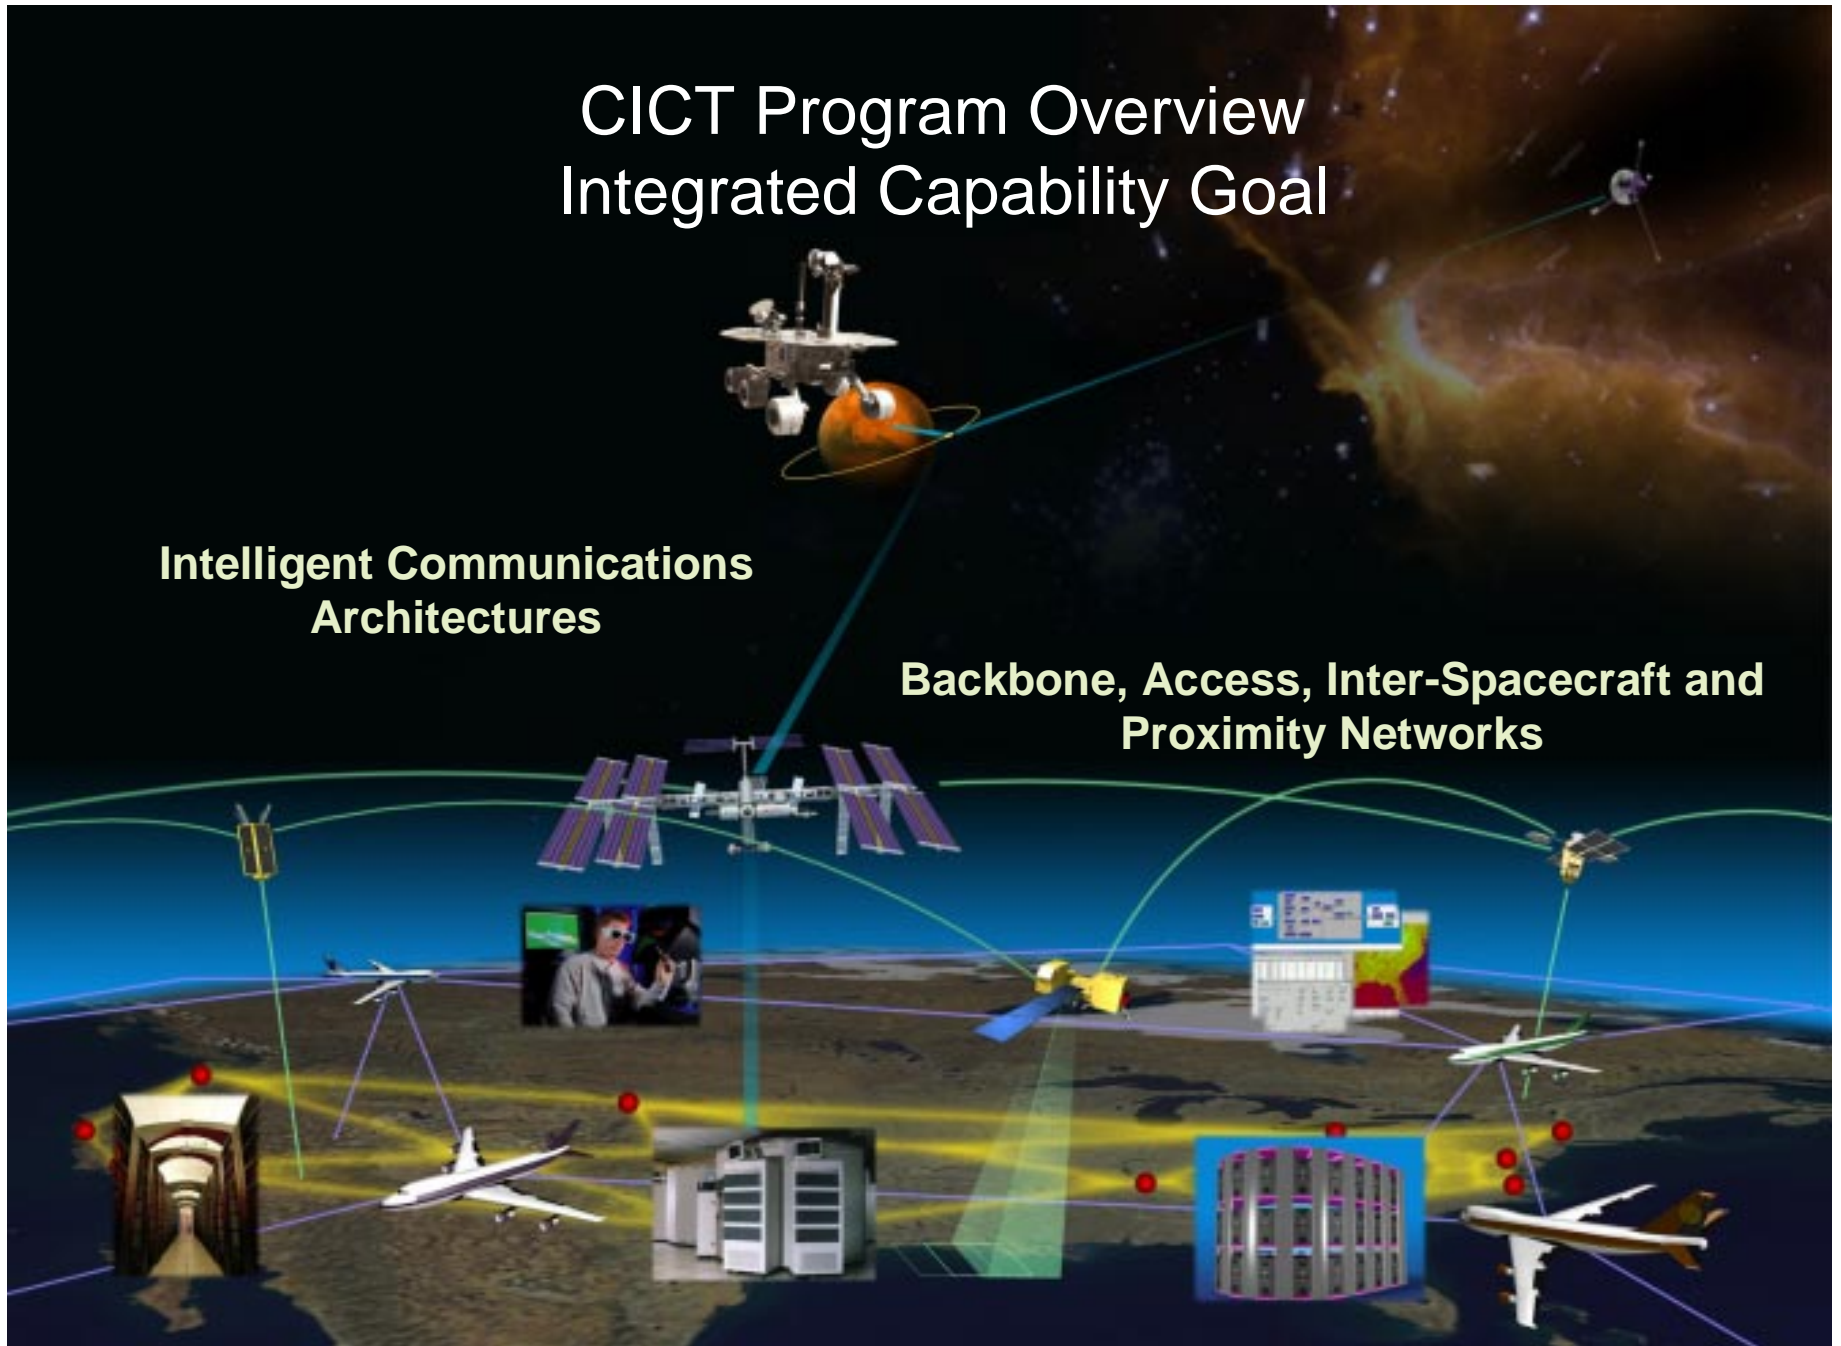 CICT Program Overview
Integrated Capability Goal
Intelligent Communications
Architectures
Backbone, Access, Inter-Spacecraft and
Proximity Networks